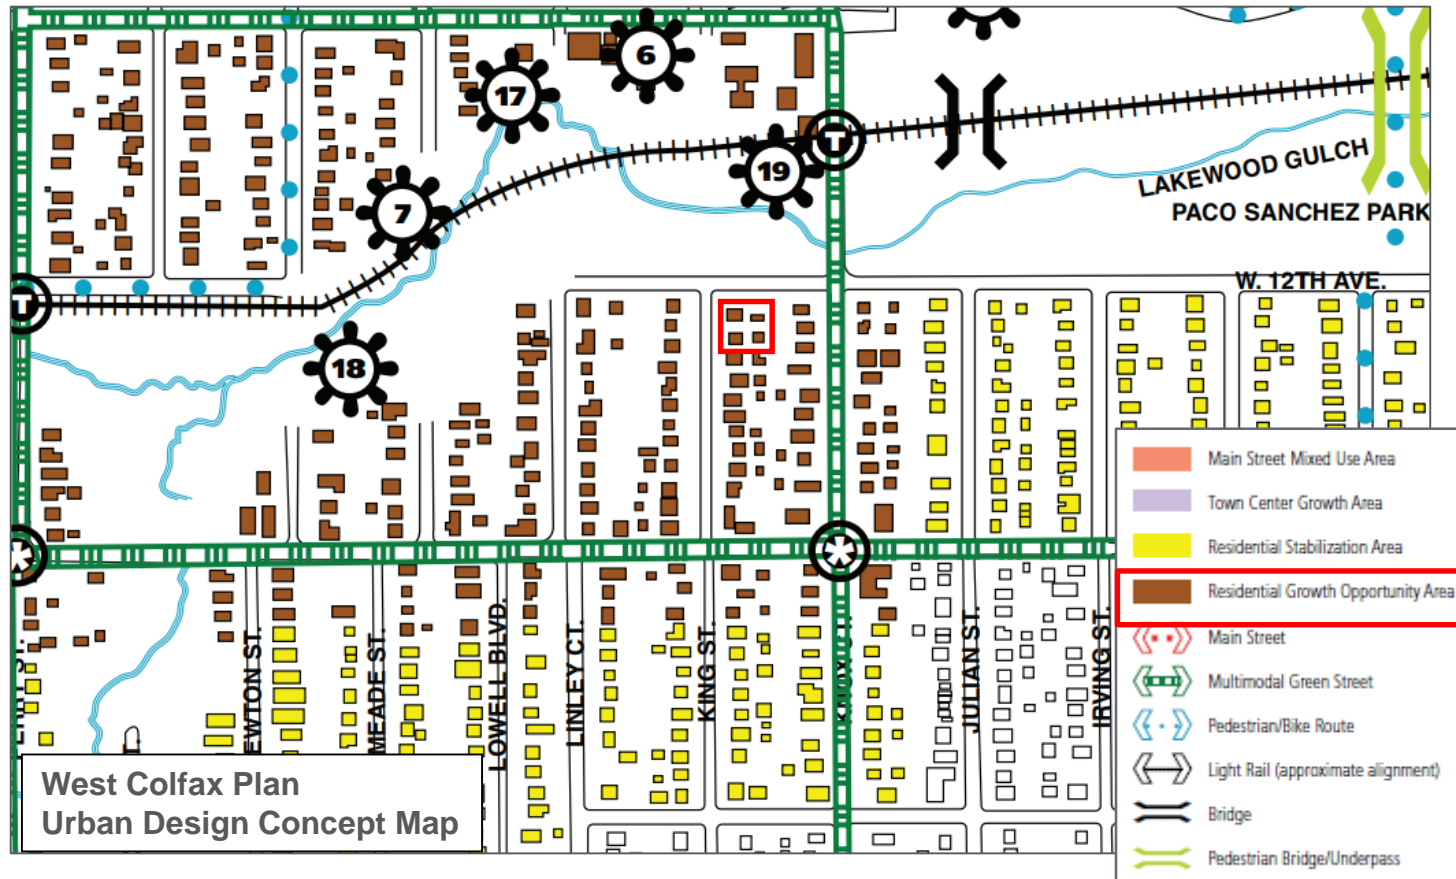 6
17
T
19
7
LAKEWOOD GULCH
PACO SANCHEZ PARK
W. 12TH AVE.
T
18
*
*
NEWTON ST.
MEADE ST.
LOWELL BLVD.
LINLEY CT.
KING ST.
KNOX CT.
JULIAN ST.
IRVING ST.
West Colfax Plan
Urban Design Concept Map
Main Street Mixed Use Area
Town Center Growth Area
Residential Stabilization Area
Residential Growth Opportunity Area
Main Street
Multimodal Green Street
Pedestrian/Bike Route
Light Rail (approximate alignment)
Bridge
Pedestrian Bridge/Underpass